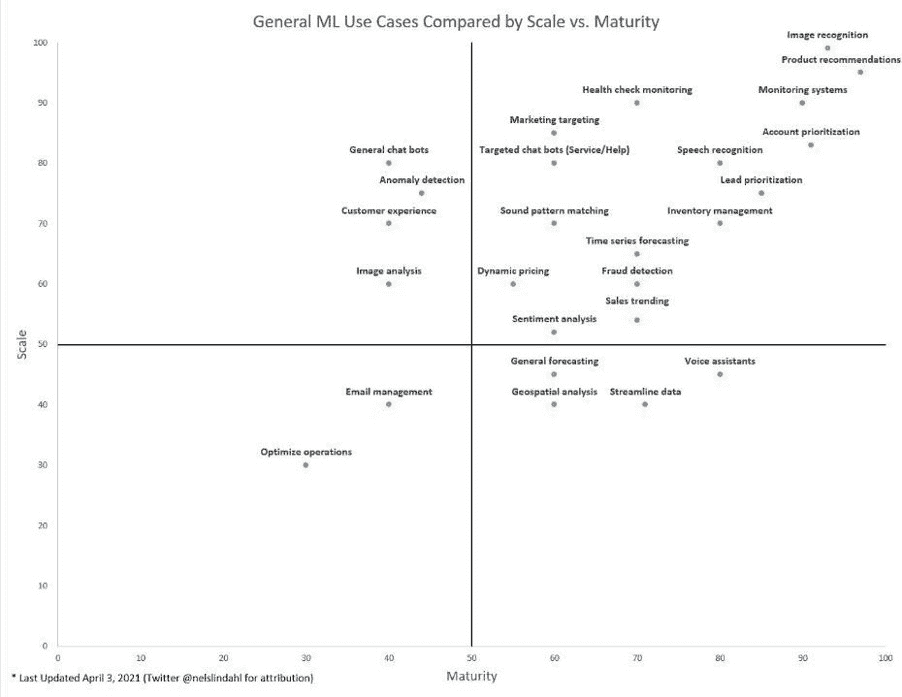 General ML Use Cases Compared by Scale vs. Maturity
Image recognition
100
Product recommendations
Health check monitoring
Monitoring systems
90
Marketing targeting
Account prioritization
General chat bots
Targeted chat bots (Service/Help)
Speech recognition
80
Anomaly detection
Lead prioritization
Customer experience
Sound pattern matching
Inventory management
70
Time series forecasting
Image analysis
Dynamic pricing
Fraud detection
60
Sales trending
Sentiment analysis
Scale
50
General forecasting
Voice assistants
Email management
Geospatial analysis
Streamline data
40
Optimize operations
30
20
10
0
0 10 20 30 40 50 60 70 80 90 100
Maturity
* Last Updated April 3, 2021 (Twitter @nelslindahl for attribution)